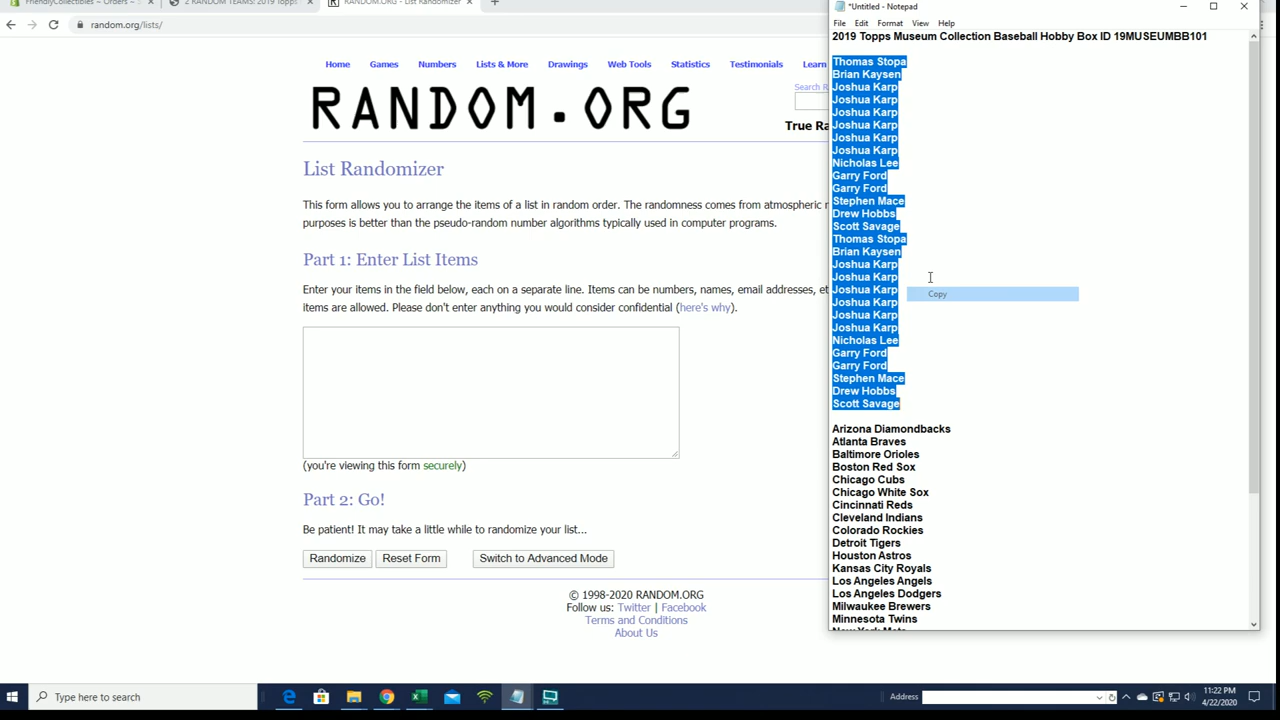 FriendlyCollectibles ~ Orders ~
2 RANDOM TEAMS: 2019 Topps
RANDOM.ORG - List Randomizer
random.org/lists/
Home Games Numbers Lists & More Drawings Web Tools Statistics Testimonials Learn
Search R
RANDOM.ORG
True Ra
List Randomizer
This form allows you to arrange the items of a list in random order. The randomness comes from atmospheric
purposes is better than the pseudo-random number algorithms typically used in computer programs.
Part 1: Enter List Items
Enter your items in the field below, each on a separate line. Items can be numbers, names, email addresses, et
items are allowed. Please don't enter anything you would consider confidential (here's why).
(you're viewing this form securely)
Part 2: Go!
Be patient! It may take a little while to randomize your list...
Randomize Reset Form Switch to Advanced Mode
© 1998-2020 RANDOM.ORG
Follow us: Twitter | Facebook
Terms and Conditions
About Us
*Untitled - Notepad
File Edit Format View Help
2019 Topps Museum Collection Baseball Hobby Box ID 19MUSEUMBB101
Thomas Stopa
Brian Kaysen
Joshua Karp
Joshua Karp
Joshua Karp
Joshua Karp
Joshua Karp
Joshua Karp
Nicholas Lee
Garry Ford
Garry Ford
Stephen Mace
Drew Hobbs
Scott Savage
Thomas Stopa
Brian Kaysen
Joshua Karp
Joshua Karp
Joshua Karp
Copy
Joshua Karp
Joshua Karp
Joshua Karp
Nicholas Lee
Garry Ford
Garry Ford
Stephen Mace
Drew Hobbs
Scott Savage
Arizona Diamondbacks
Atlanta Braves
Baltimore Orioles
Boston Red Sox
Chicago Cubs
Chicago White Sox
Cincinnati Reds
Cleveland Indians
Colorado Rockies
Detroit Tigers
Houston Astros
Kansas City Royals
Los Angeles Angels
Los Angeles Dodgers
Milwaukee Brewers
Minnesota Twins
New York Mets
Type here to search
Address
11:22 PM
4/22/2020